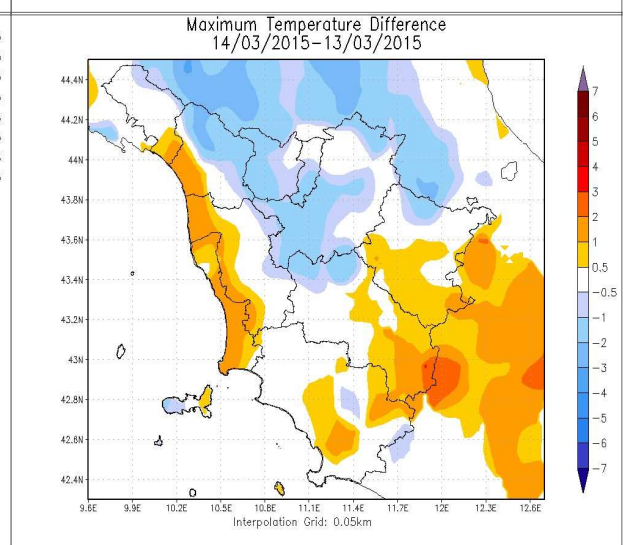 Maximum Temperature Difference
14/03/2015-13/03/2015
44.4N
44.2N
44N
43.8N
43.6N
43.4N
43.2N
43N
42.8N
42.6N
42.4N
9.6E 9.9E 10.2E 10.5E 10.8E 11.1E 11.4E 11.7E 12E 12.3E 12.6E
Interpolation Grid: 0.05km
7
6
5
4
3
2
1
0.5
-0.5
-1
-2
-3
-4
-5
-6
-7